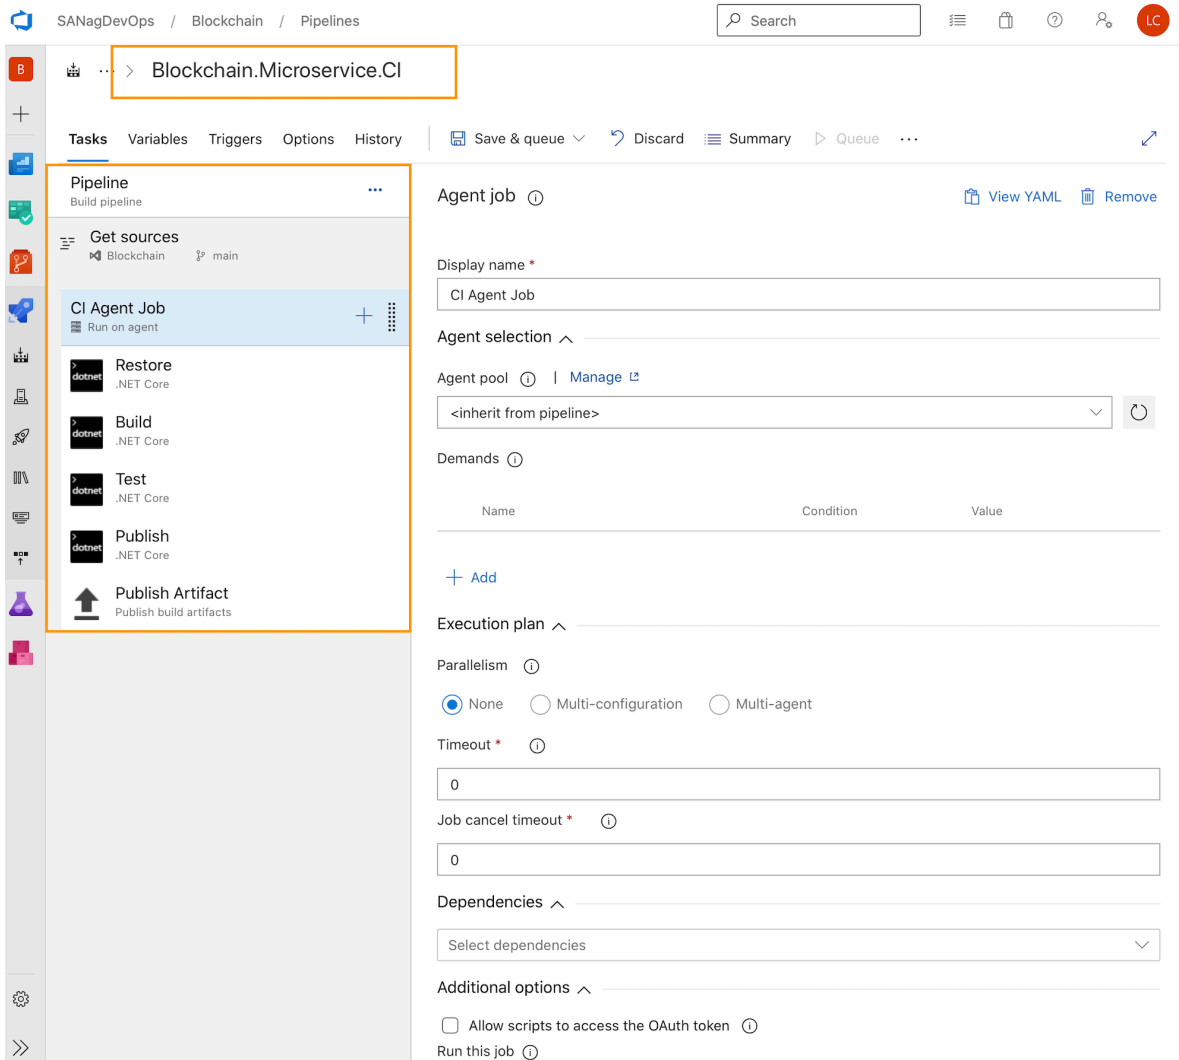 SANagDevOps / Blockchain / Pipelines
Search
LC
B
Blockchain.Microservice.CI
Tasks Variables Triggers Options History
Save & queue Discard Summary Queue
Pipeline
Build pipeline
Get sources
Blockchain main
CI Agent Job
Run on agent
dotnet
Restore
.NET Core
dotnet
Build
.NET Core
dotnet
Test
.NET Core
dotnet
Publish
.NET Core
Publish Artifact
Publish build artifacts
Agent job
View YAML Remove
Display name *
CI Agent Job
Agent selection
Agent pool | Manage
<inherit from pipeline>
Demands
Name Condition Value
Add
Execution plan
Parallelism
None Multi-configuration Multi-agent
Timeout *
0
Job cancel timeout *
0
Dependencies
Select dependencies
Additional options
Allow scripts to access the OAuth token
Run this job